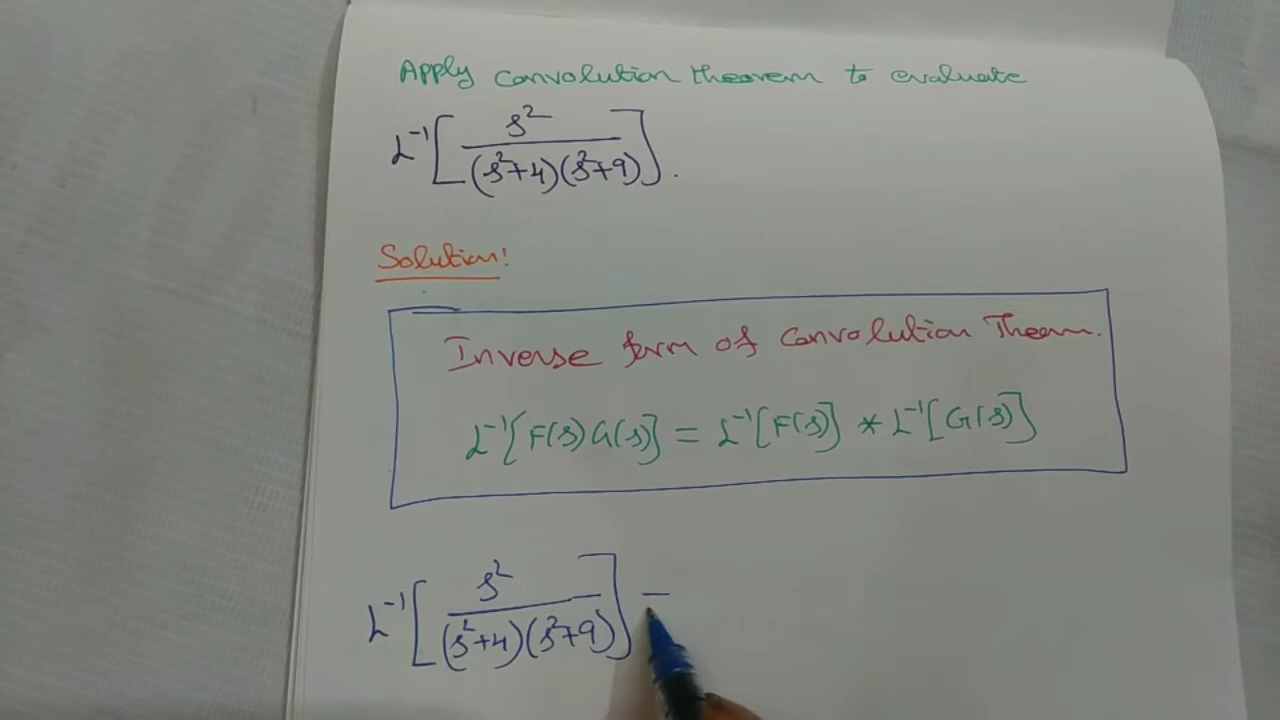 Apply convolution theorem to evaluate
L⁻¹[s²/((s²+4)(s²+9))].
Solution:
Inverse form of Convolution Theorm.
L⁻¹[F(s)G(s)] = L⁻¹[F(s)] * L⁻¹[G(s)]
L⁻¹[s²/((s²+4)(s²+9))] −